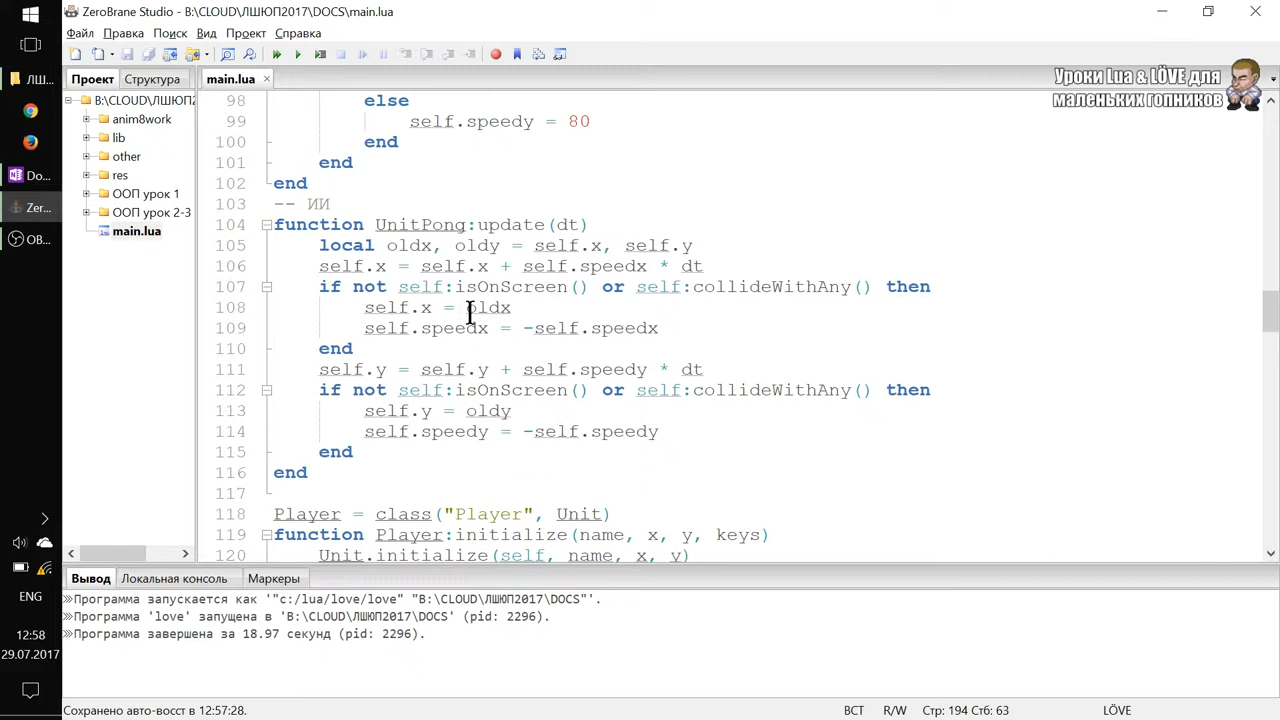 ZeroBrane Studio - B:\CLOUD\ЛШЮП2017\DOCS\main.lua
Файл Правка Поиск Вид Проект Справка
Проект Структура
main.lua
Уроки Lua & LÖVE для
маленьких гопников
B:\CLOUD\ЛШЮП2
anim8work
lib
other
res
ООП урок 1
ООП урок 2-3
main.lua
ЛШ...
Do...
Zer...
OB...
ENG
12:58
29.07.2017
98 else
99 self.speedy = 80
100 end
101 end
102 end
103 -- ИИ
104 function UnitPong:update(dt)
105 local oldx, oldy = self.x, self.y
106 self.x = self.x + self.speedx * dt
107 if not self:isOnScreen() or self:collideWithAny() then
108 self.x = oldx
109 self.speedx = -self.speedx
110 end
111 self.y = self.y + self.speedy * dt
112 if not self:isOnScreen() or self:collideWithAny() then
113 self.y = oldy
114 self.speedy = -self.speedy
115 end
116 end
117
118 Player = class("Player", Unit)
119 function Player:initialize(name, x, y, keys)
120 Unit.initialize(self, name, x, y)
Вывод Локальная консоль Маркеры
Программа запускается как '"c:/lua/love/love" "B:\CLOUD\ЛШЮП2017\DOCS"'.
Программа 'love' запущена в 'B:\CLOUD\ЛШЮП2017\DOCS' (pid: 2296).
Программа завершена за 18.97 секунд (pid: 2296).
Сохранено авто-восст в 12:57:28. ВСТ R/W Стр: 194 Стб: 63 LÖVE